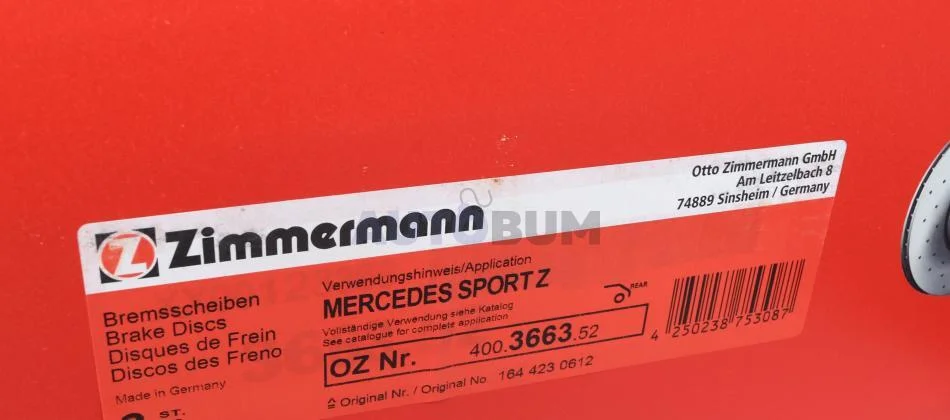 Otto Zimmermann GmbH
Am Leitzelbach 8
74889 Sinsheim / Germany
Z Zimmermann
AUTOBUM
Bremsscheiben
Brake Discs
Disques de Frein
Discos des Freno
Made in Germany
ST.
Verwendungshinweis/Application
MERCEDES SPORT Z
Vollständige Verwendung siehe Katalog
See catalogue for complete application
REAR
OZ Nr. 400.3663.52
≙ Original Nr. / Original No 164 423 0612
4 250238 753087